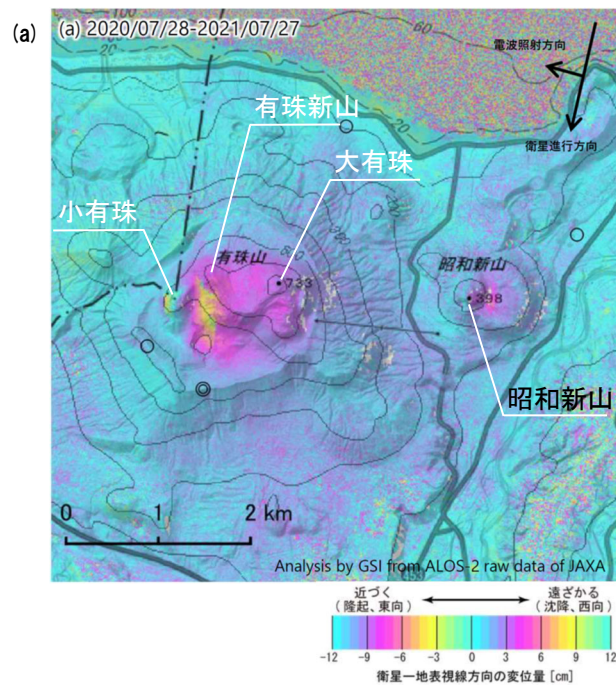 (a)
(a) 2020/07/28-2021/07/27
60
電波照射方向
20
20
衛星進行方向
有珠新山
大有珠
小有珠
有珠山
733
昭和新山
398
昭和新山
0 1 2 km
Analysis by GSI from ALOS-2 raw data of JAXA
近づく
(隆起、東向)
遠ざかる
(沈降、西向)
-12 -9 -6 -3 0 3 6 9 12
衛星－地表視線方向の変位量 [cm]